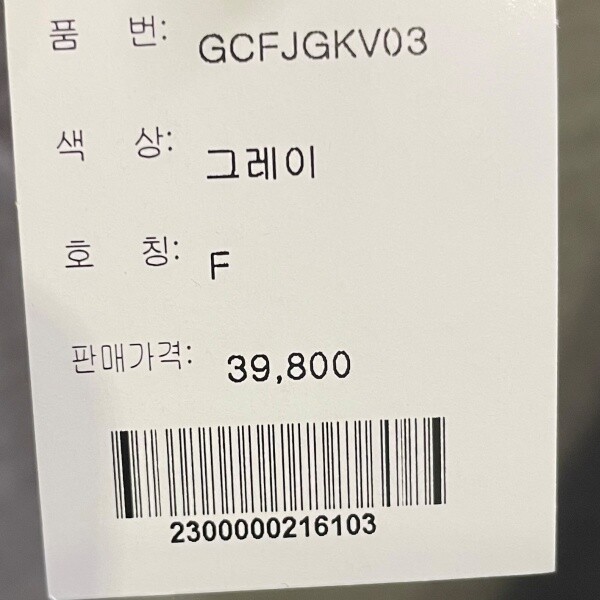 품 번: GCFJGKV03
색 상: 그레이
호 칭: F
판매가격: 39,800
2300000216103